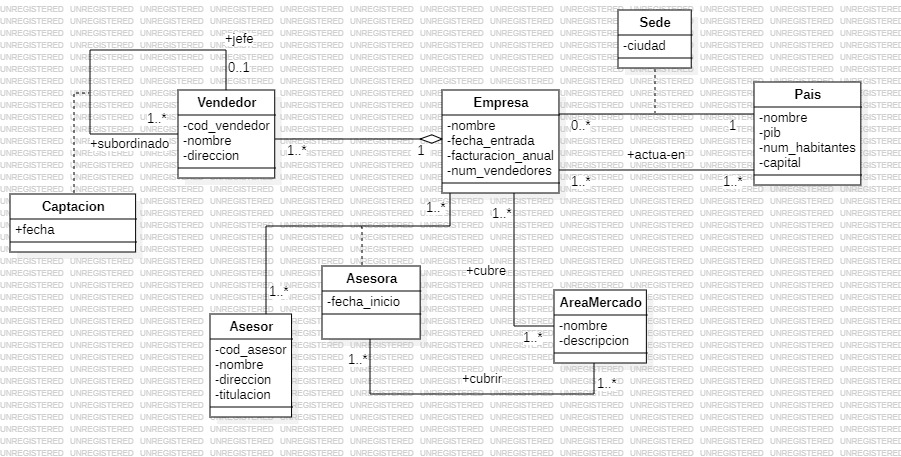 Sede
-ciudad
+jefe
0..1
Vendedor
-cod_vendedor
-nombre
-direccion
1..*
+subordinado
1..*
1
Empresa
-nombre
-fecha_entrada
-facturacion_anual
-num_vendedores
0..*
1
+actua-en
1..*
1..*
Pais
-nombre
-pib
-num_habitantes
-capital
Captacion
+fecha
1..*
1..*
+cubre
1..*
Asesora
-fecha_inicio
1..*
AreaMercado
-nombre
-descripcion
1..*
Asesor
-cod_asesor
-nombre
-direccion
-titulacion
1..*
+cubrir
1..*
UNREGISTERED